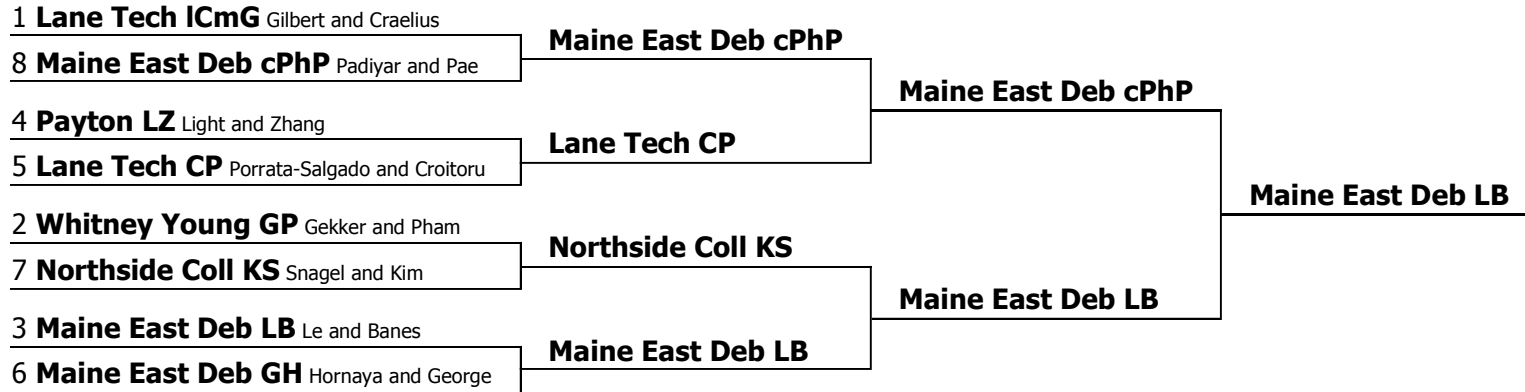 1 Lane Tech lCmG Gilbert and Craelius
8 Maine East Deb cPhP Padiyar and Pae
4 Payton LZ Light and Zhang
5 Lane Tech CP Porrata-Salgado and Croitoru
2 Whitney Young GP Gekker and Pham
7 Northside Coll KS Snagel and Kim
3 Maine East Deb LB Le and Banes
6 Maine East Deb GH Hornaya and George
Maine East Deb cPhP
Lane Tech CP
Northside Coll KS
Maine East Deb LB
Maine East Deb cPhP
Maine East Deb LB
Maine East Deb LB